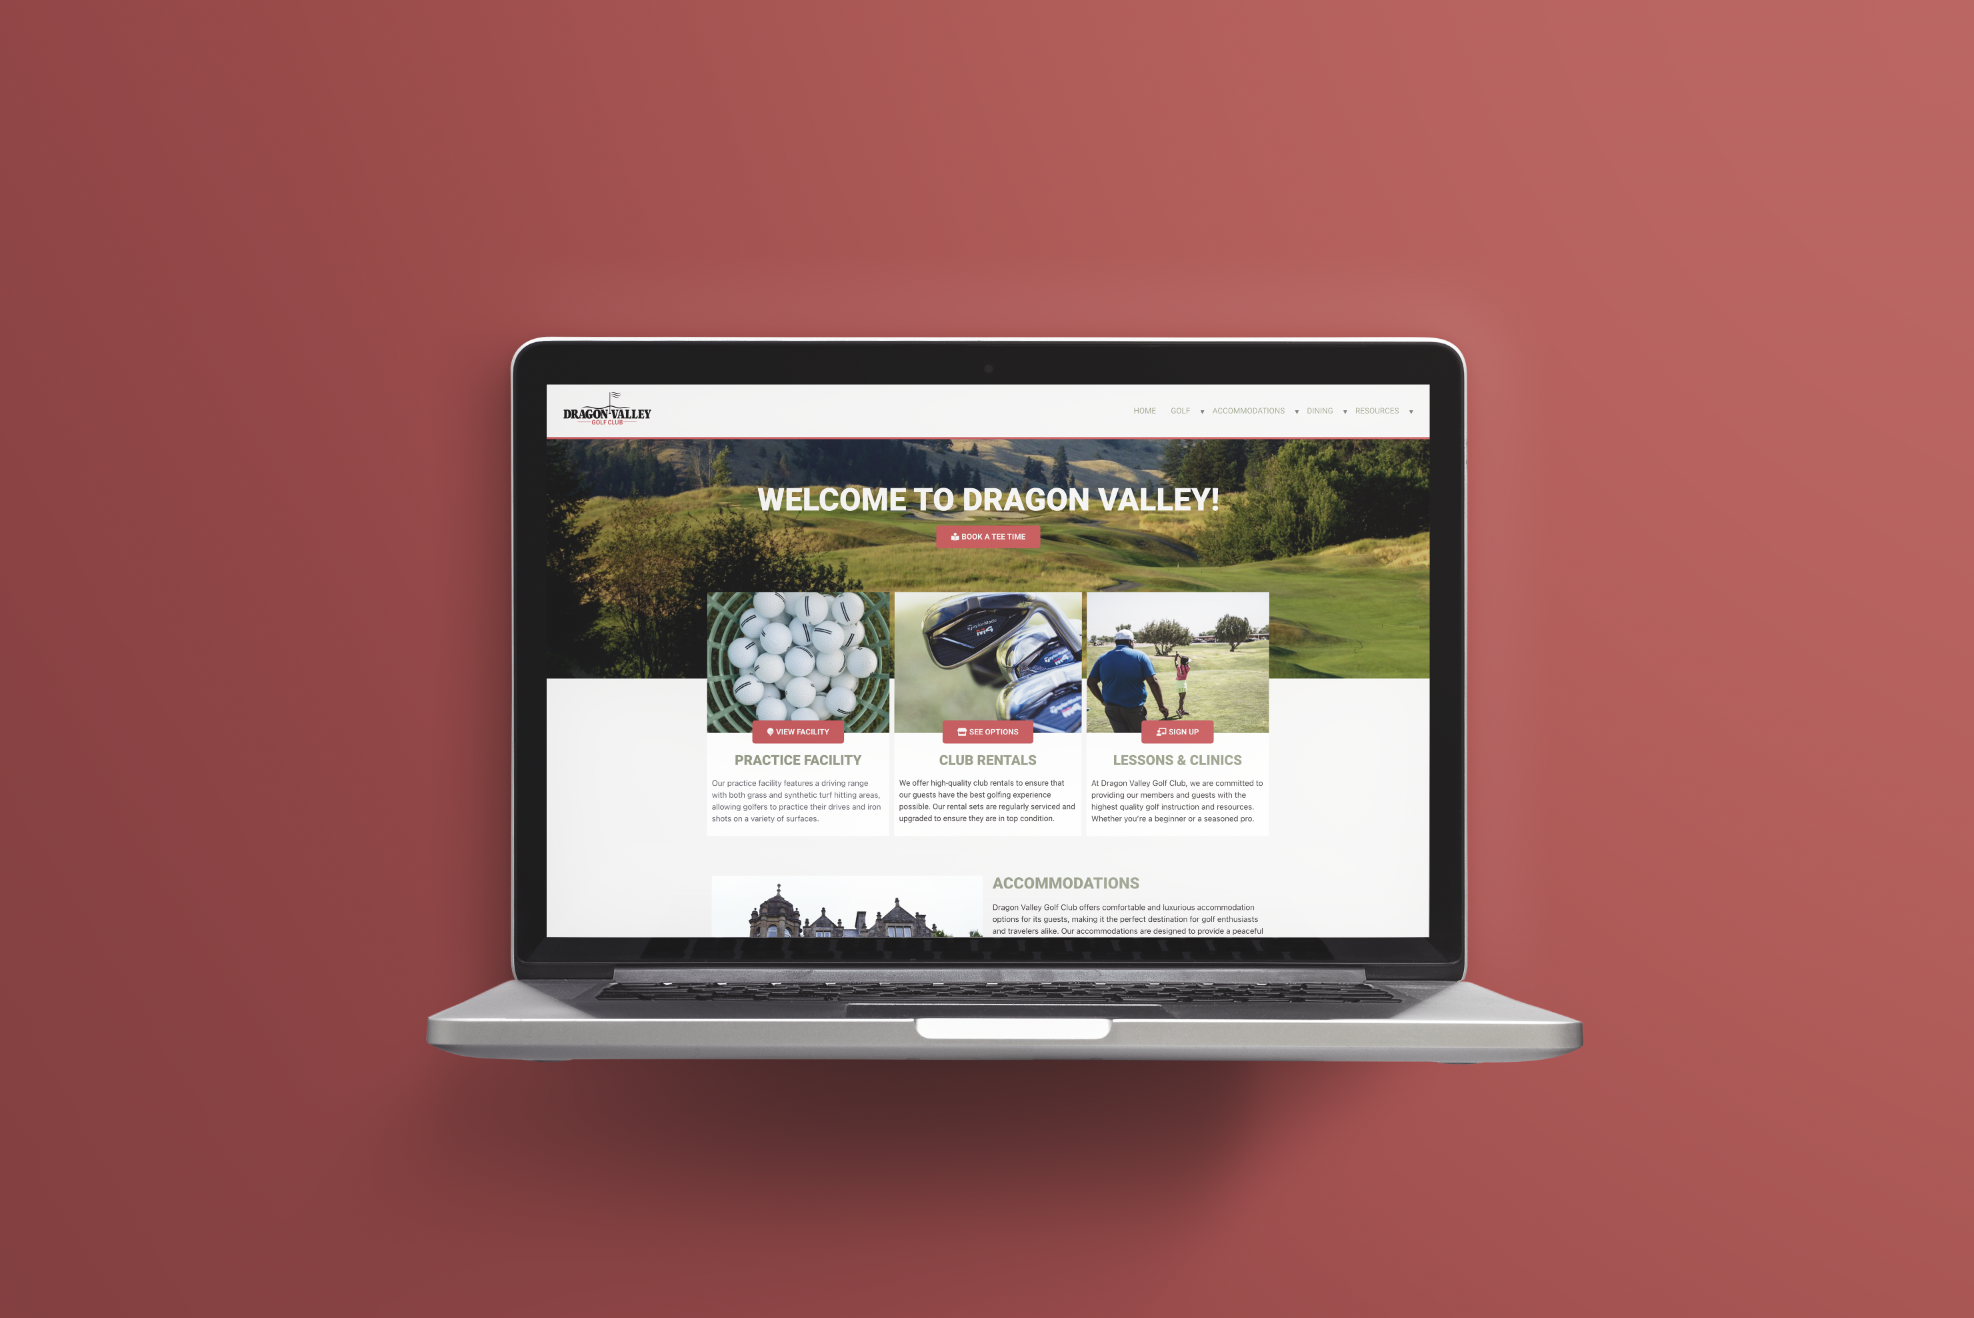 DRAGON VALLEY
GOLF CLUB
HOME GOLF ACCOMMODATIONS DINING RESOURCES
WELCOME TO DRAGON VALLEY!
BOOK A TEE TIME
TaylorMade
M4
VIEW FACILITY
PRACTICE FACILITY
Our practice facility features a driving range
with both grass and synthetic turf hitting areas,
allowing golfers to practice their drives and iron
shots on a variety of surfaces.
SEE OPTIONS
CLUB RENTALS
We offer high-quality club rentals to ensure that
our guests have the best golfing experience
possible. Our rental sets are regularly serviced and
upgraded to ensure they are in top condition.
SIGN UP
LESSONS & CLINICS
At Dragon Valley Golf Club, we are committed to
providing our members and guests with the
highest quality golf instruction and resources.
Whether you're a beginner or a seasoned pro.
ACCOMMODATIONS
Dragon Valley Golf Club offers comfortable and luxurious accommodation
options for its guests, making it the perfect destination for golf enthusiasts
and travelers alike. Our accommodations are designed to provide a peaceful